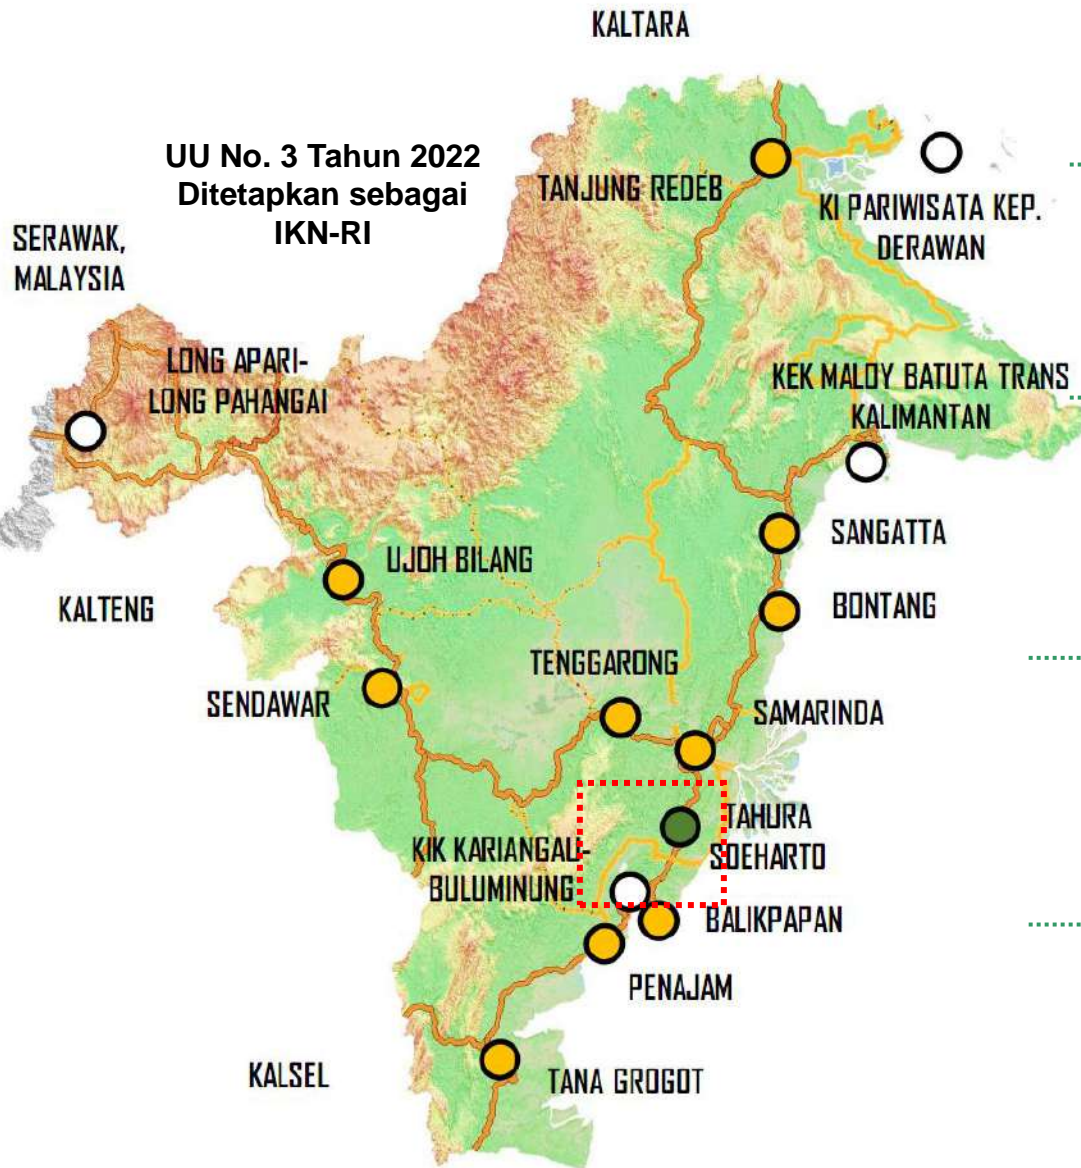 KALTARA
UU No. 3 Tahun 2022
Ditetapkan sebagai
IKN-RI
TANJUNG REDEB
KI PARIWISATA KEP.
DERAWAN
SERAWAK,
MALAYSIA
LONG APARI-
LONG PAHANGAI
KEK MALOY BATUTA TRANS
KALIMANTAN
SANGATTA
UJOH BILANG
KALTENG
BONTANG
TENGGARONG
SENDAWAR
SAMARINDA
TAHURA
SOEHARTO
KIK KARIANGAU-
BULUMINUNG
BALIKPAPAN
PENAJAM
KALSEL
TANA GROGOT